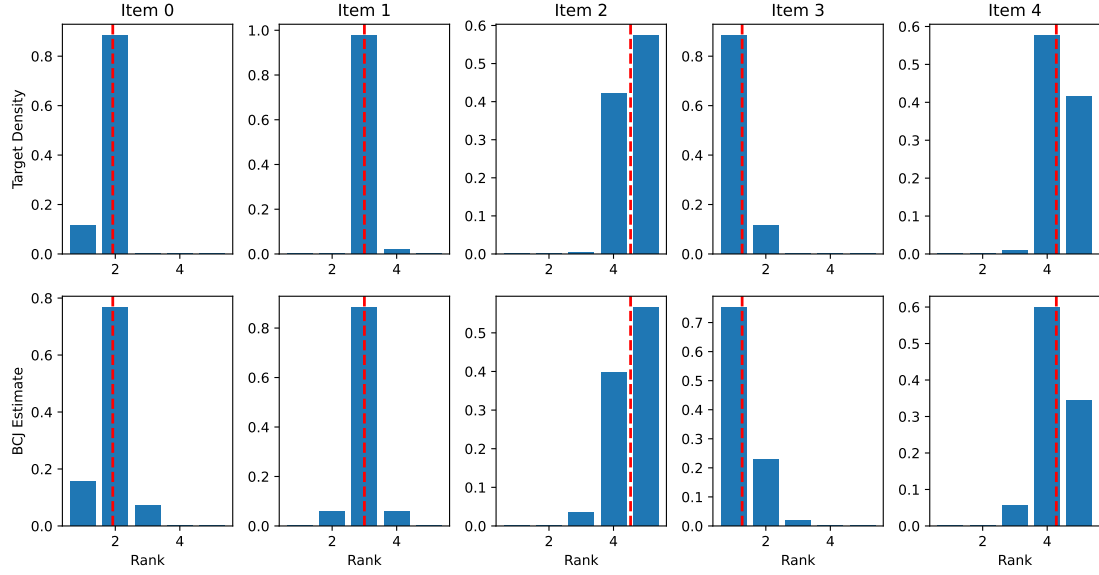 Item 0 Item 1 Item 2 Item 3 Item 4
Target Density
0.0 0.2 0.4 0.6 0.8
2 4
0.0 0.2 0.4 0.6 0.8 1.0
2 4
0.0 0.1 0.2 0.3 0.4 0.5 0.6
2 4
0.0 0.2 0.4 0.6 0.8
2 4
0.0 0.1 0.2 0.3 0.4 0.5 0.6
2 4
BCJ Estimate
0.0 0.2 0.4 0.6 0.8
2 4
Rank
0.0 0.2 0.4 0.6 0.8
2 4
Rank
0.0 0.1 0.2 0.3 0.4 0.5
2 4
Rank
0.0 0.1 0.2 0.3 0.4 0.5 0.6 0.7
2 4
Rank
0.0 0.1 0.2 0.3 0.4 0.5 0.6
2 4
Rank